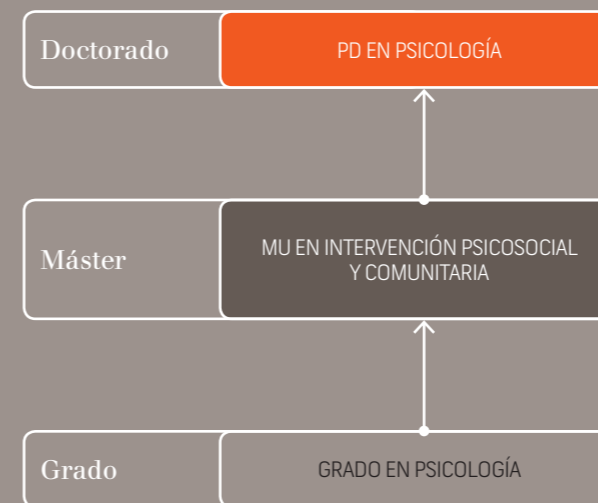 Doctorado
PD EN PSICOLOGÍA
Máster
MU EN INTERVENCIÓN PSICOSOCIAL
Y COMUNITARIA
Grado
GRADO EN PSICOLOGÍA